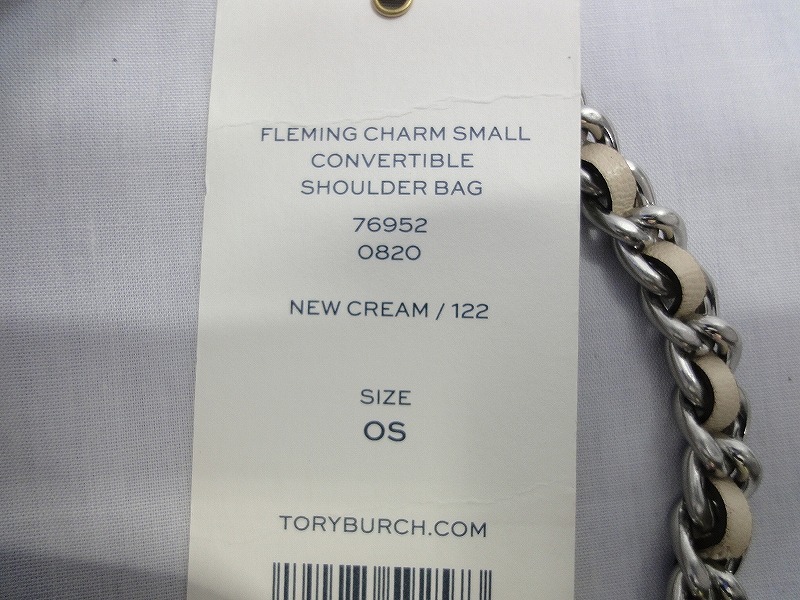 FLEMING CHARM SMALL
CONVERTIBLE
SHOULDER BAG
76952
0820
NEW CREAM / 122
SIZE
OS
TORYBURCH.COM